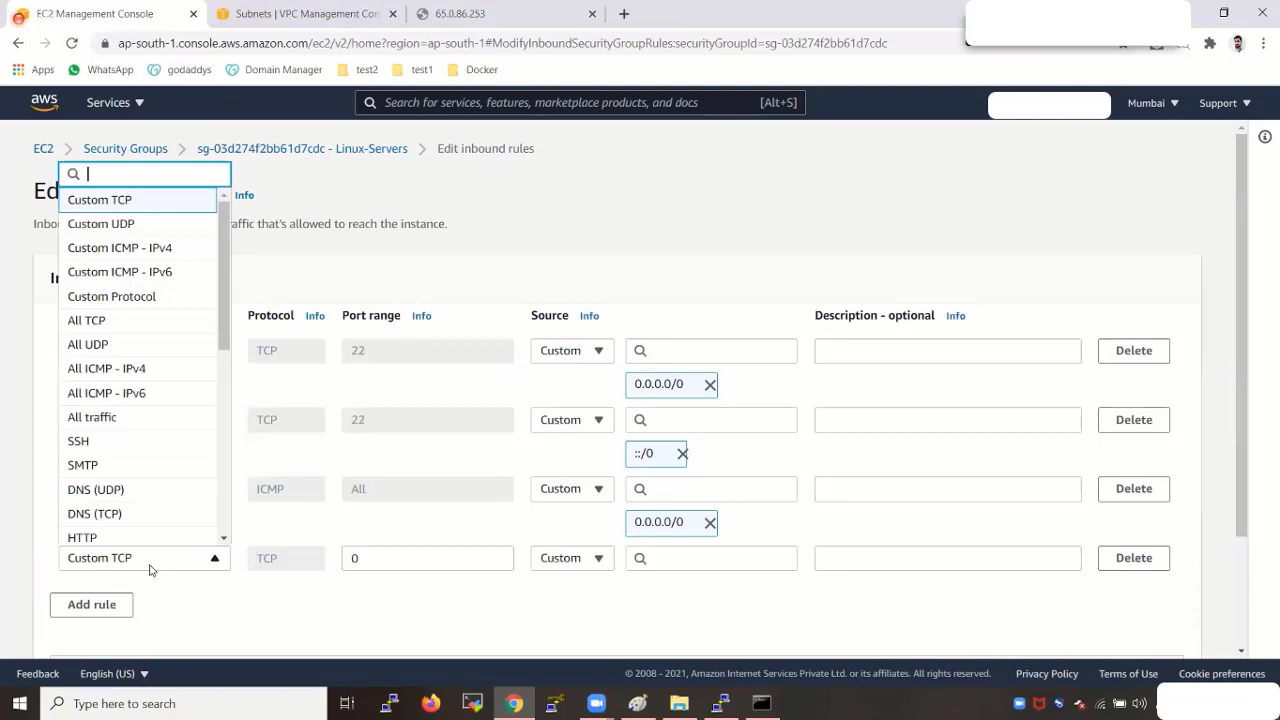 EC2 Management Console
Subnets | VPC Management Con
65.0.86.253
ap-south-1.console.aws.amazon.com/ec2/v2/home?region=ap-south-1#ModifyInboundSecurityGroupRules:securityGroupId=sg-03d274f2bb61d7cdc
Apps
WhatsApp
godaddys
Domain Manager
test2
test1
Docker
aws
Services
Search for services, features, marketplace products, and docs
[Alt+S]
Mumbai
Support
EC2
Security Groups
sg-03d274f2bb61d7cdc - Linux-Servers
Edit inbound rules
Ed
Info
Inbou
affic that's allowed to reach the instance.
Custom TCP
Custom UDP
Custom ICMP - IPv4
Custom ICMP - IPv6
Custom Protocol
All TCP
All UDP
All ICMP - IPv4
All ICMP - IPv6
All traffic
SSH
SMTP
DNS (UDP)
DNS (TCP)
HTTP
Protocol Info
Port range Info
Source Info
Description - optional Info
TCP
22
Custom
Delete
0.0.0.0/0
TCP
22
Custom
Delete
::/0
ICMP
All
Custom
Delete
0.0.0.0/0
Custom TCP
TCP
0
Custom
Delete
Add rule
Feedback
English (US)
© 2008 - 2021, Amazon Internet Services Private Ltd. or its affiliates. All rights reserved.
Privacy Policy
Terms of Use
Cookie preferences
Type here to search